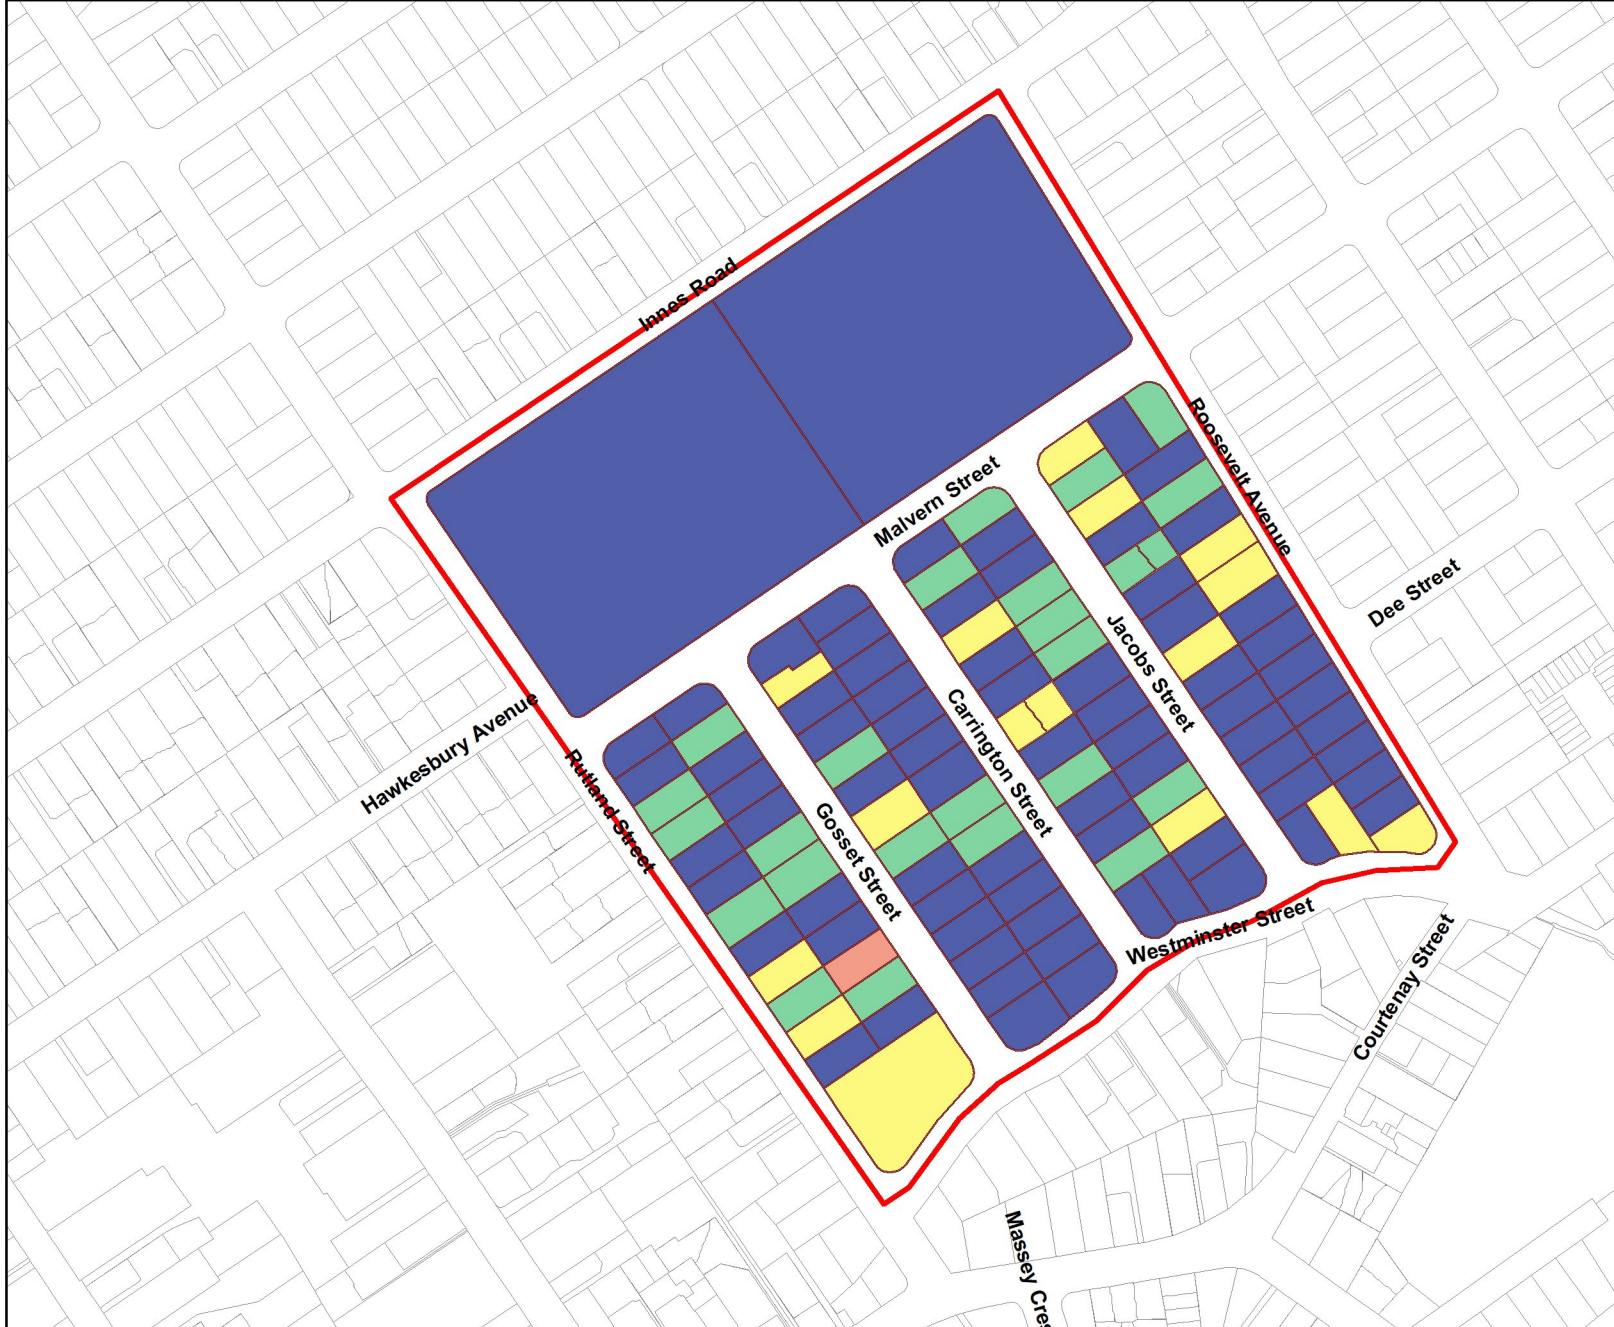 Innes Road
Roosevelt Avenue
Malvern Street
Dee Street
Jacobs Street
Hawkesbury Avenue
Carrington Street
Rutland Street
Gosset Street
Westminster Street
Courtenay Street
Massey Cres